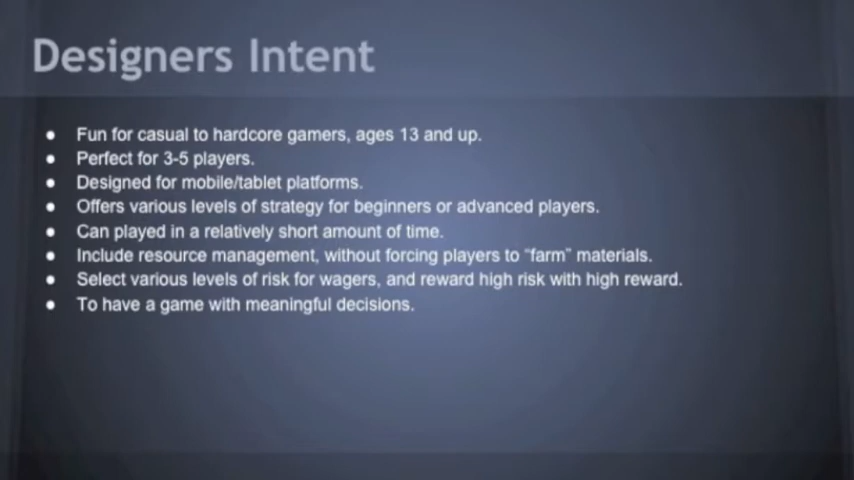 Designers Intent
● Fun for casual to hardcore gamers, ages 13 and up.
● Perfect for 3-5 players.
● Designed for mobile/tablet platforms.
● Offers various levels of strategy for beginners or advanced players.
● Can played in a relatively short amount of time.
● Include resource management, without forcing players to “farm” materials.
● Select various levels of risk for wagers, and reward high risk with high reward.
● To have a game with meaningful decisions.